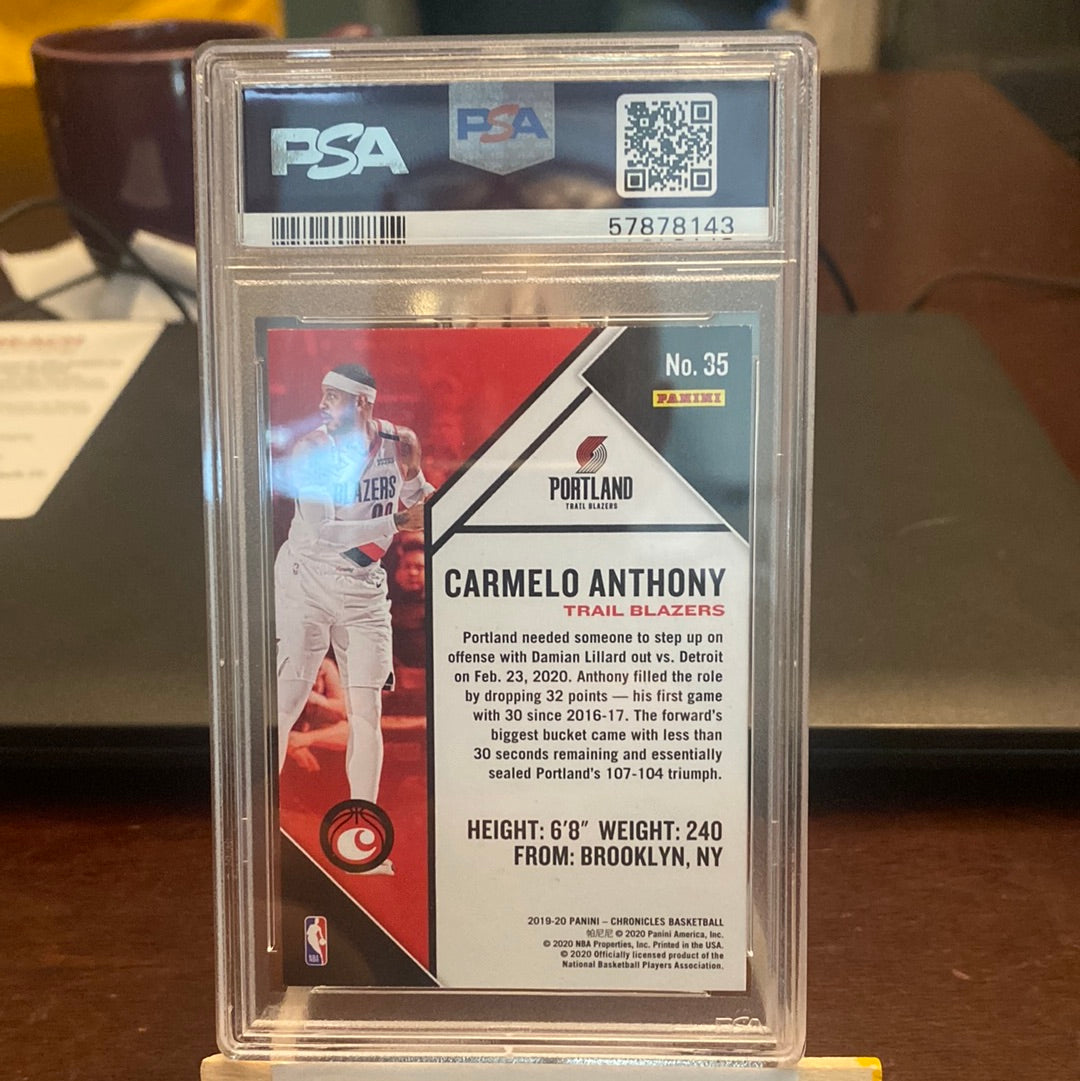 PSA
PSA
57878143
No. 35
PANINI
PORTLAND
TRAIL BLAZERS
BLAZERS
CARMELO ANTHONY
TRAIL BLAZERS
Portland needed someone to step up on
offense with Damian Lillard out vs. Detroit
on Feb. 23, 2020. Anthony filled the role
by dropping 32 points — his first game
with 30 since 2016-17. The forward's
biggest bucket came with less than
30 seconds remaining and essentially
sealed Portland's 107-104 triumph.
HEIGHT: 6'8" WEIGHT: 240
FROM: BROOKLYN, NY
C
NBA
2019-20 PANINI – CHRONICLES BASKETBALL
帕尼尼 © 2020 Panini America, Inc.
© 2020 NBA Properties, Inc. Printed in the USA.
© 2020 Officially licensed product of the
National Basketball Players Association.
PSA